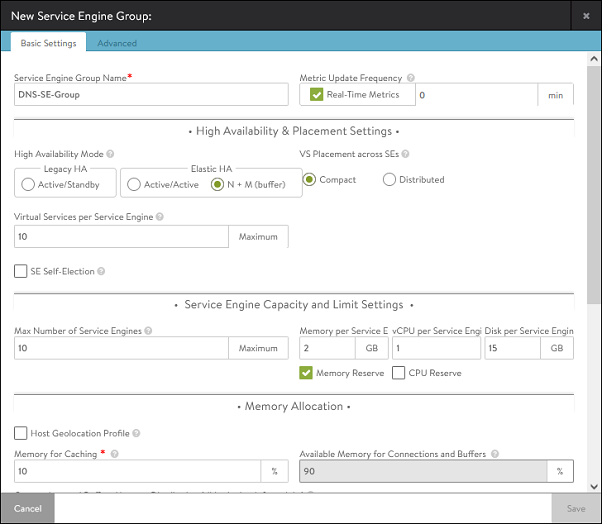 New Service Engine Group:
Basic Settings Advanced
Service Engine Group Name* Metric Update Frequency ?
DNS-SE-Group Real-Time Metrics 0 min
• High Availability & Placement Settings •
High Availability Mode ? VS Placement across SEs ?
Legacy HA Elastic HA
Active/Standby Active/Active N + M (buffer) Compact Distributed
Virtual Services per Service Engine ?
10 Maximum
SE Self-Election ?
• Service Engine Capacity and Limit Settings •
Max Number of Service Engines ? Memory per Service E vCPU per Service Engi Disk per Service Engin
10 Maximum 2 GB 1 15 GB
Memory Reserve CPU Reserve
• Memory Allocation •
Host Geolocation Profile ?
Memory for Caching * ? Available Memory for Connections and Buffers ?
10 % 90 %
Cancel Save